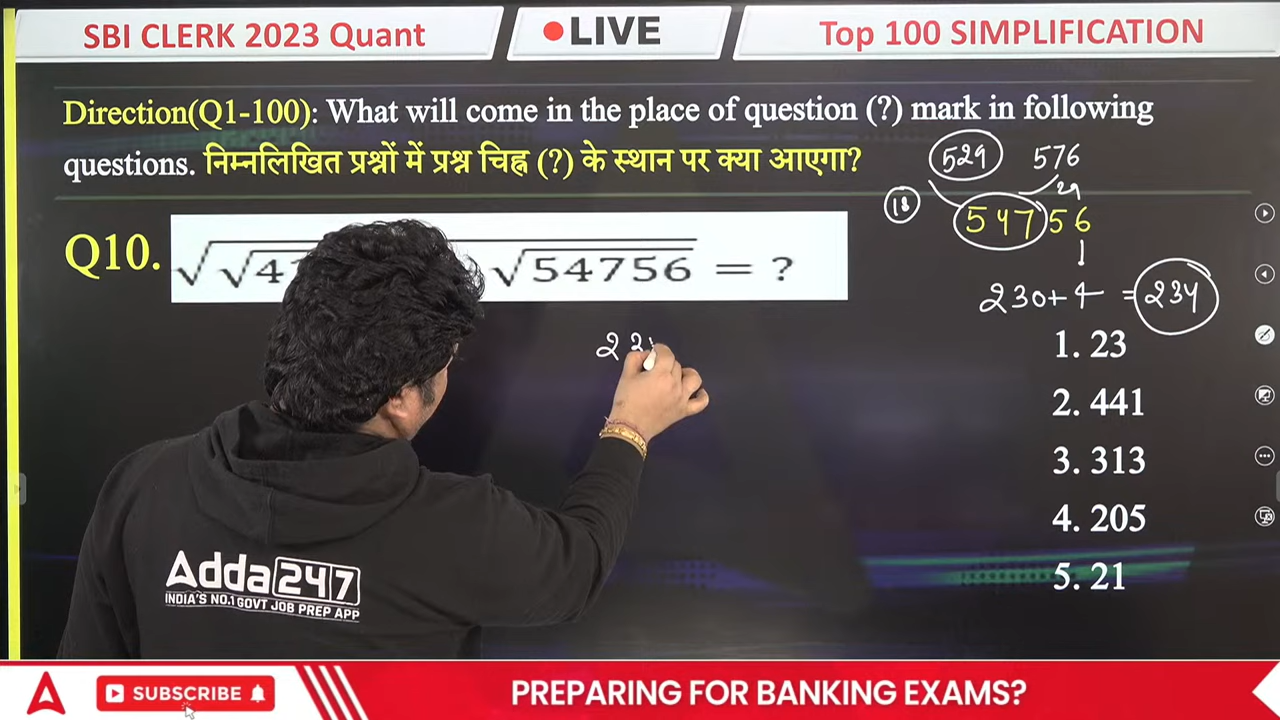 SBI CLERK 2023 Quant
LIVE
Top 100 SIMPLIFICATION
Direction(Q1-100): What will come in the place of question (?) mark in following
questions. निम्नलिखित प्रश्नों में प्रश्न चिह्न (?) के स्थान पर क्या आएगा?
529 576
18
24
54756
230+4 = 234
Q10.
√54756 = ?
23
1. 23
2. 441
3. 313
4. 205
5. 21
Adda247
INDIA'S NO.1 GOVT JOB PREP APP
SUBSCRIBE
PREPARING FOR BANKING EXAMS?